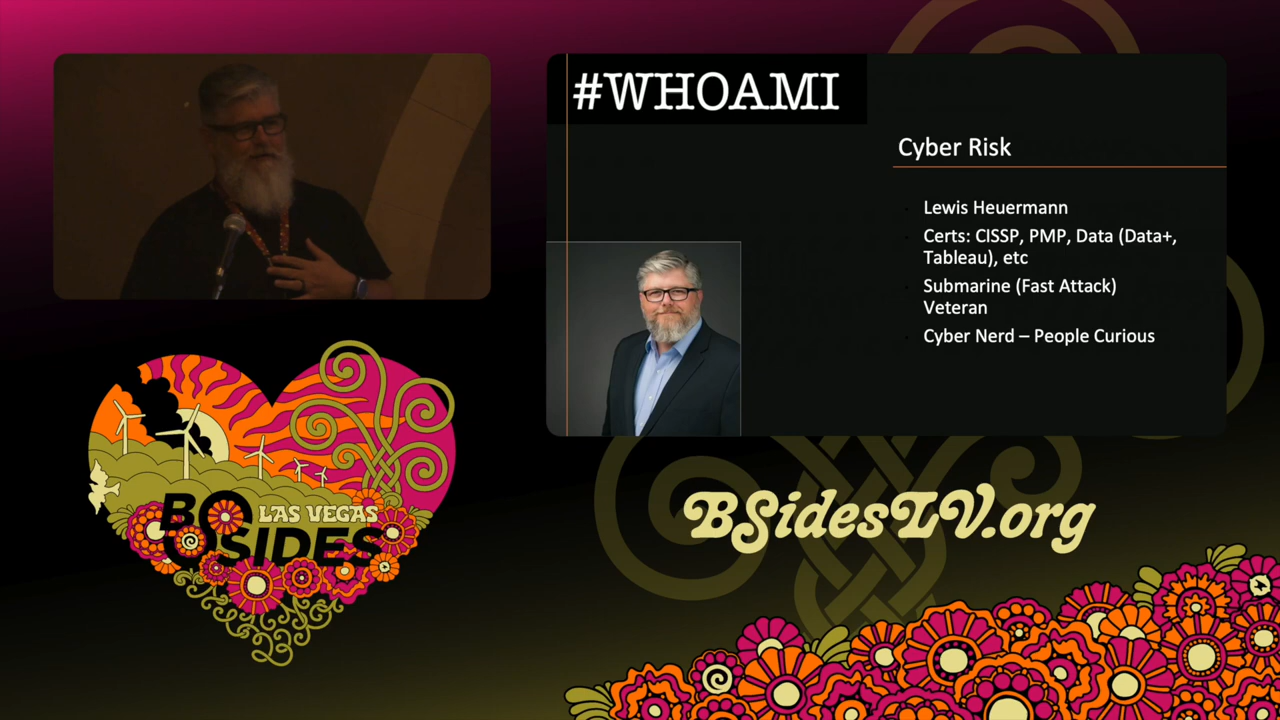 #WHOAMI
Cyber Risk
Lewis Heuermann
Certs: CISSP, PMP, Data (Data+,
Tableau), etc
Submarine (Fast Attack)
Veteran
Cyber Nerd – People Curious
LAS VEGAS
BSIDES
BSidesLV.org